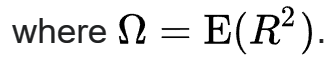 where Ω = E(R²).